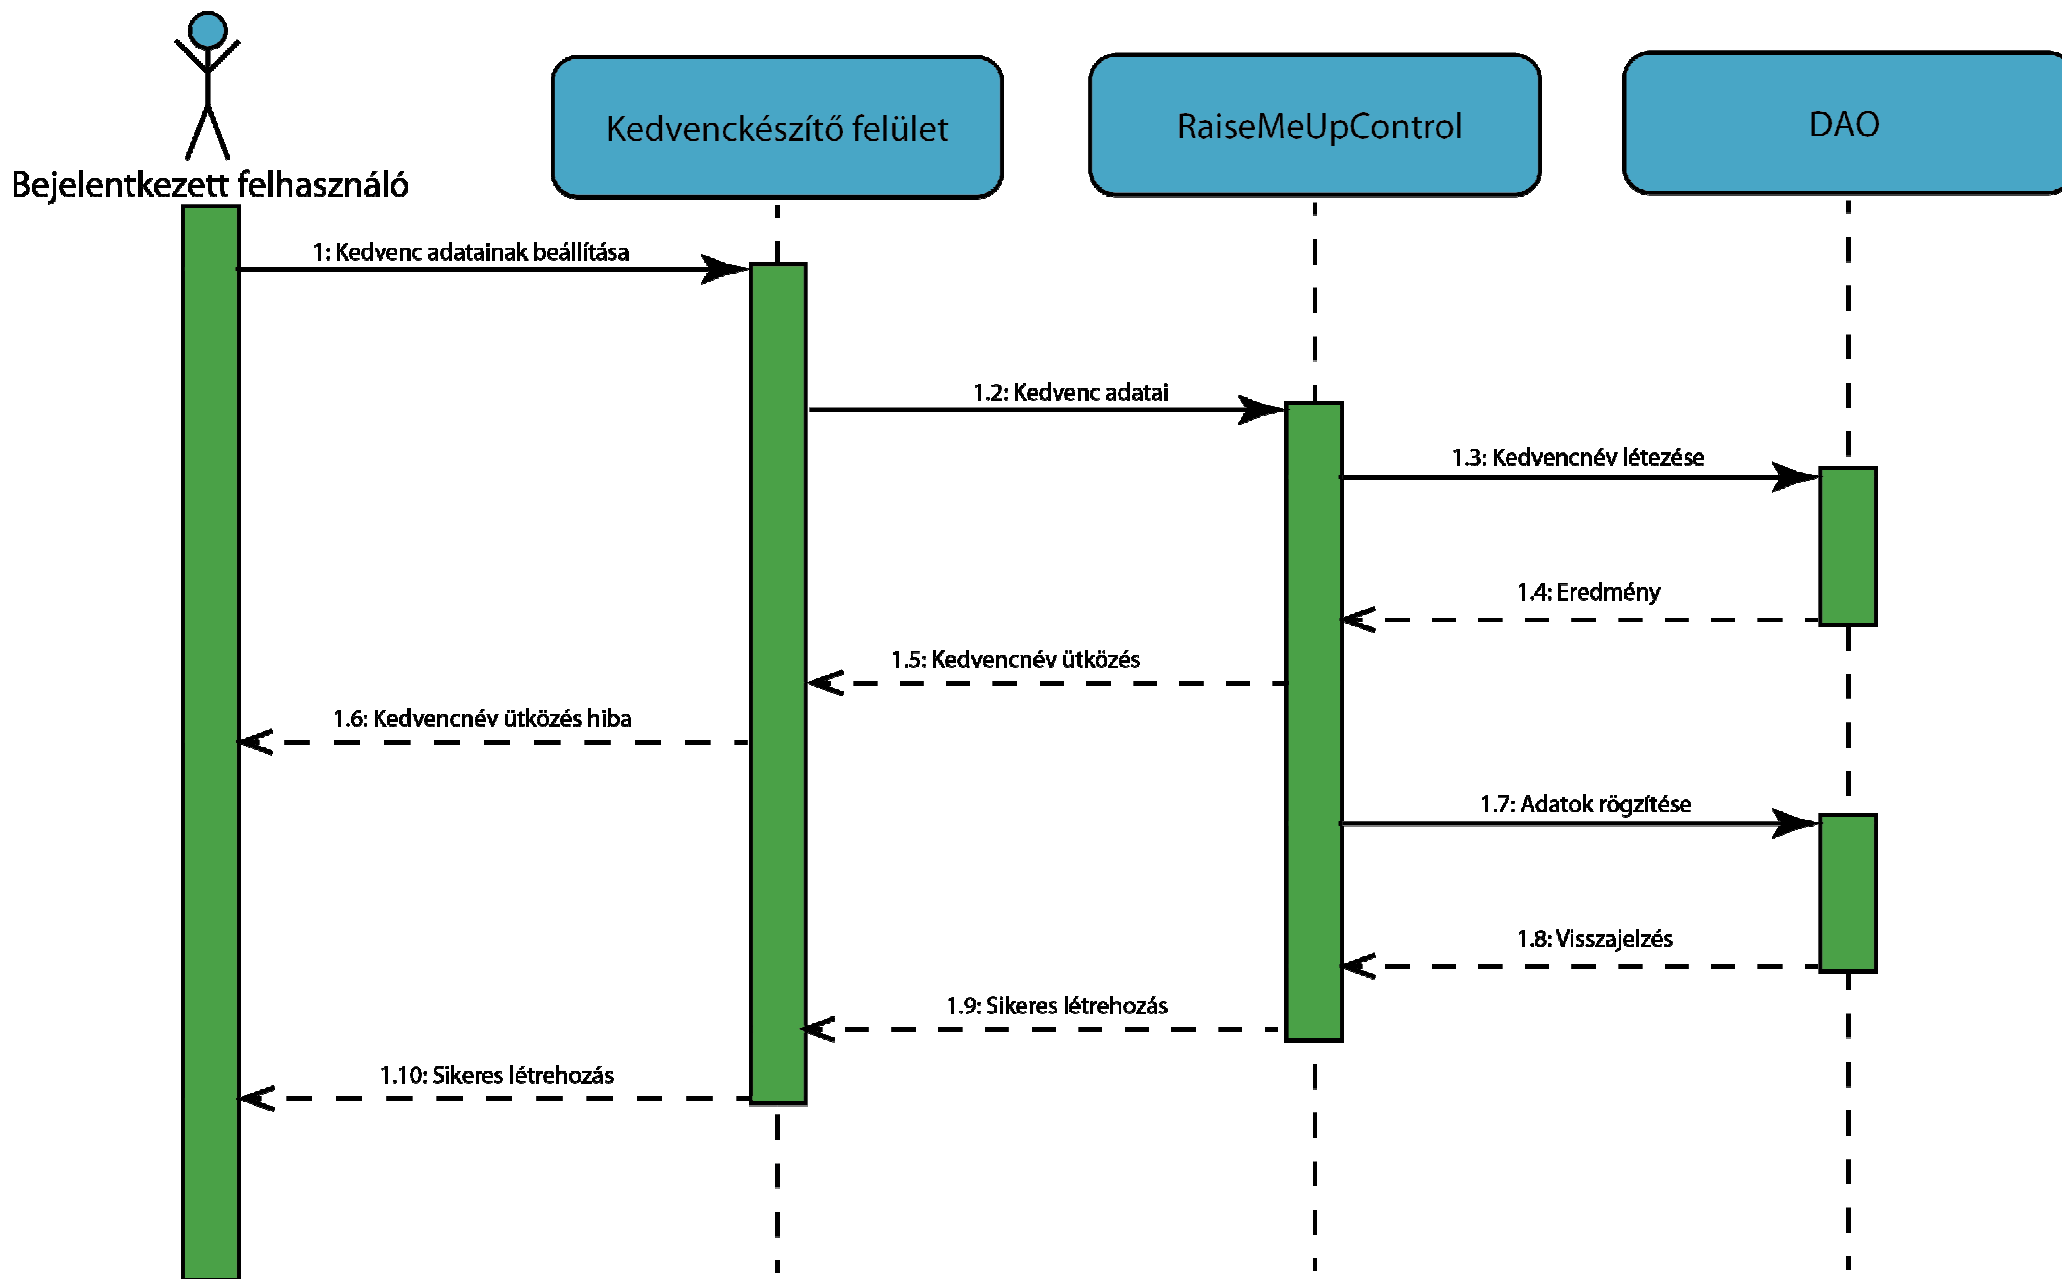 Bejelentkezett felhasználó
Kedvenckészítő felület
RaiseMeUpControl
DAO
1: Kedvenc adatainak beállítása
1.2: Kedvenc adatai
1.3: Kedvencnév létezése
1.4: Eredmény
1.5: Kedvencnév ütközés
1.6: Kedvencnév ütközés hiba
1.7: Adatok rögzítése
1.8: Visszajelzés
1.9: Sikeres létrehozás
1.10: Sikeres létrehozás